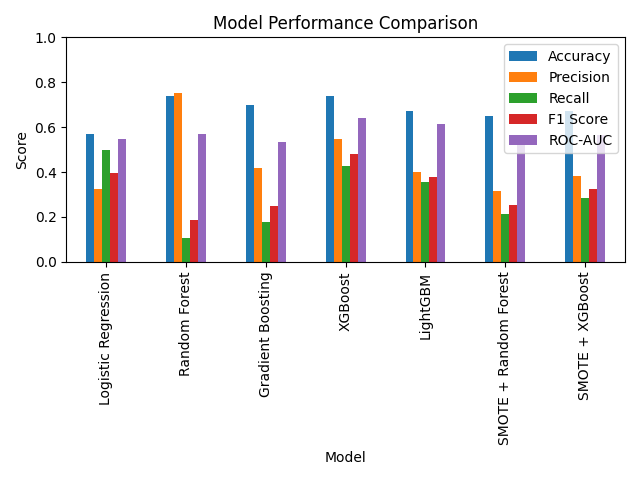 Model Performance Comparison
Score
1.0
0.8
0.6
0.4
0.2
0.0
Accuracy
Precision
Recall
F1 Score
ROC-AUC
Logistic Regression
Random Forest
Gradient Boosting
XGBoost
LightGBM
SMOTE + Random Forest
SMOTE + XGBoost
Model